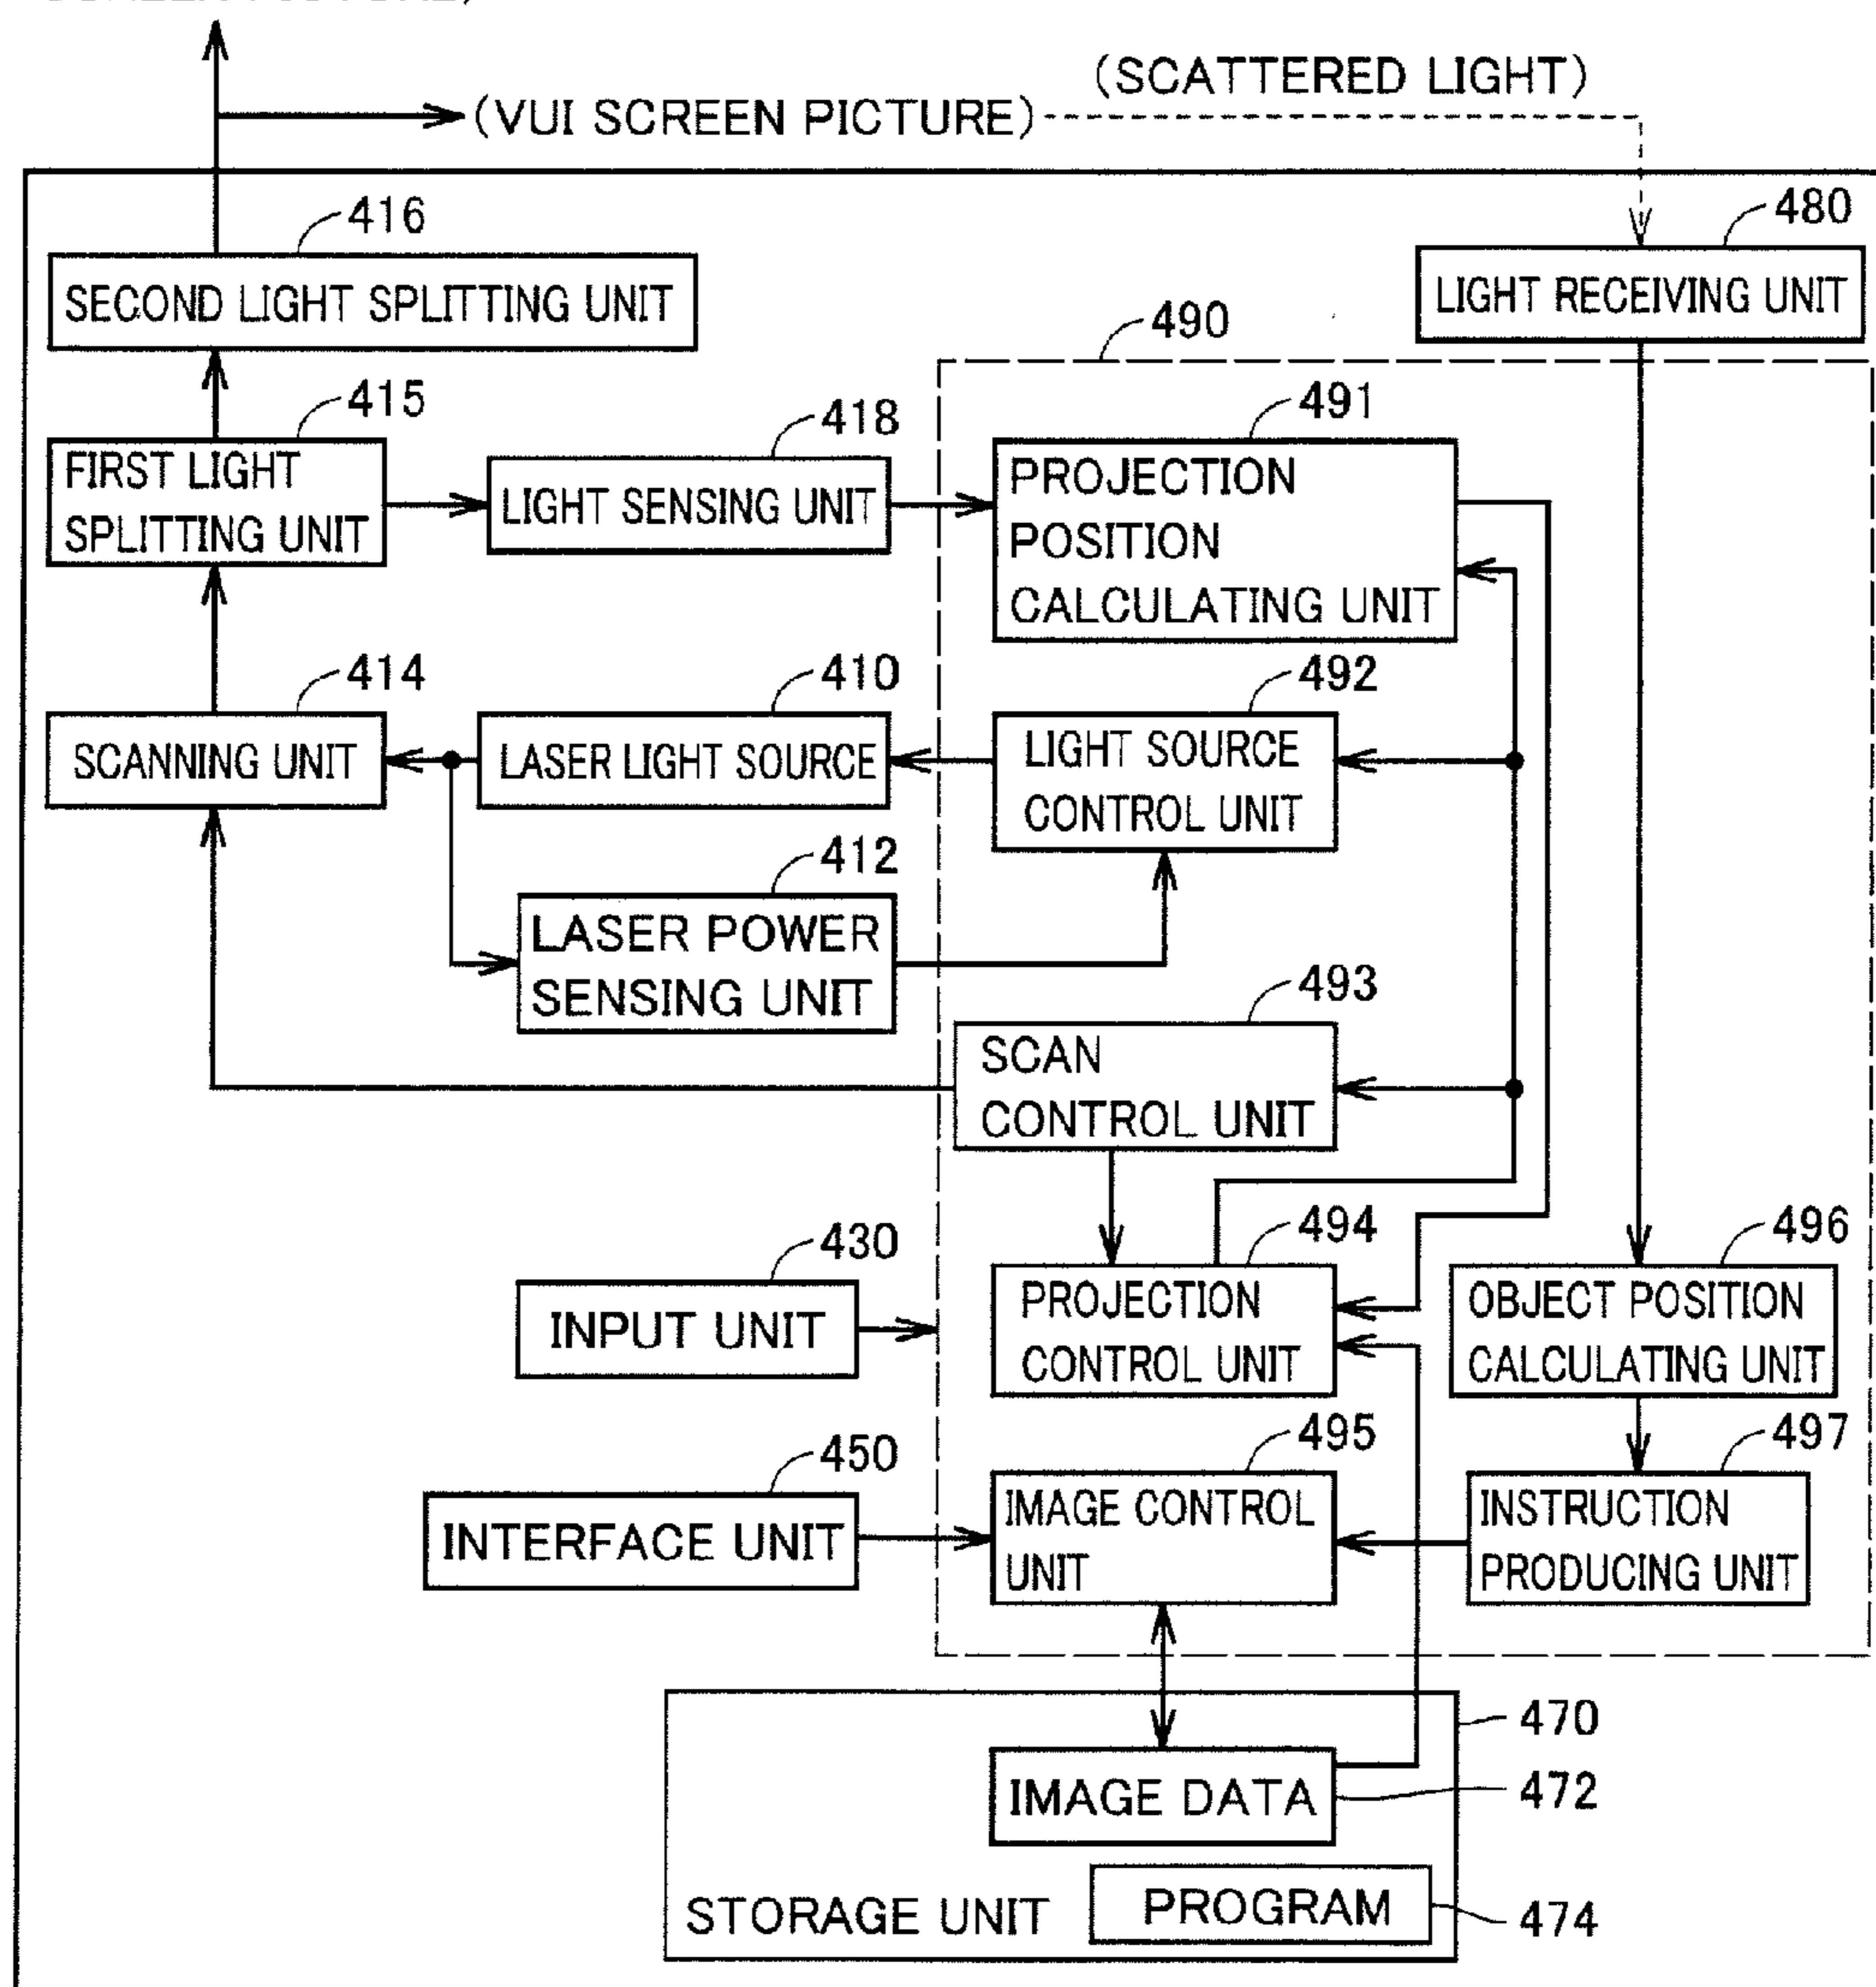 (SCATTERED LIGHT)
(VUI SCREEN PICTURE)
416
480
SECOND LIGHT SPLITTING UNIT
LIGHT RECEIVING UNIT
490
415
418
491
FIRST LIGHT
SPLITTING UNIT
LIGHT SENSING UNIT
PROJECTION
POSITION
CALCULATING UNIT
414
410
492
SCANNING UNIT
LASER LIGHT SOURCE
LIGHT SOURCE
CONTROL UNIT
412
LASER POWER
SENSING UNIT
493
SCAN
CONTROL UNIT
430
494
496
INPUT UNIT
PROJECTION
CONTROL UNIT
OBJECT POSITION
CALCULATING UNIT
450
495
497
INTERFACE UNIT
IMAGE CONTROL
UNIT
INSTRUCTION
PRODUCING UNIT
470
IMAGE DATA
472
STORAGE UNIT
PROGRAM
474